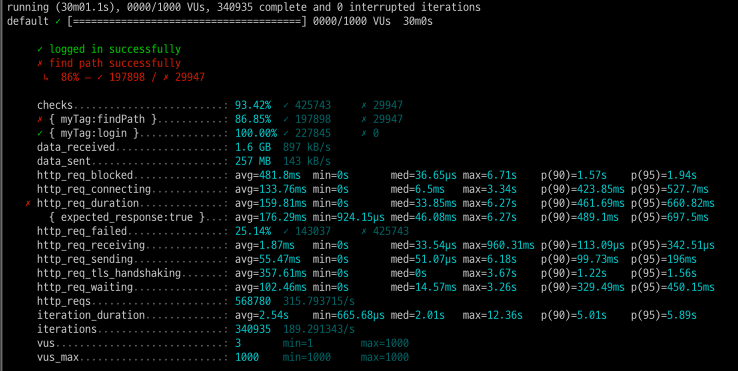 running (30m01.1s), 0000/1000 VUs, 340935 complete and 0 interrupted iterations
default ✓ [======================================] 0000/1000 VUs  30m0s
✓ logged in successfully
✗ find path successfully
↳  86% — ✓ 197898 / ✗ 29947
checks.........................: 93.42%  ✓ 425743     ✗ 29947
✗ { myTag:findPath }...........: 86.85%  ✓ 197898     ✗ 29947
✓ { myTag:login }..............: 100.00% ✓ 227845     ✗ 0
data_received..................: 1.6 GB  897 kB/s
data_sent......................: 257 MB  143 kB/s
http_req_blocked...............: avg=481.8ms  min=0s       med=36.65µs max=6.71s    p(90)=1.57s    p(95)=1.94s
http_req_connecting............: avg=133.76ms min=0s       med=6.5ms   max=3.34s    p(90)=423.85ms p(95)=527.7ms
✗ http_req_duration..............: avg=159.81ms min=0s       med=33.85ms max=6.27s    p(90)=461.69ms p(95)=660.82ms
{ expected_response:true }...: avg=176.29ms min=924.15µs med=46.08ms max=6.27s    p(90)=489.1ms  p(95)=697.5ms
http_req_failed................: 25.14%  ✓ 143037     ✗ 425743
http_req_receiving.............: avg=1.87ms   min=0s       med=33.54µs max=960.31ms p(90)=113.09µs p(95)=342.51µs
http_req_sending...............: avg=55.47ms  min=0s       med=51.07µs max=6.18s    p(90)=99.73ms  p(95)=196ms
http_req_tls_handshaking.......: avg=357.61ms min=0s       med=0s      max=3.67s    p(90)=1.22s    p(95)=1.56s
http_req_waiting...............: avg=102.46ms min=0s       med=14.57ms max=3.26s    p(90)=329.49ms p(95)=450.15ms
http_reqs......................: 568780  315.793715/s
iteration_duration.............: avg=2.54s    min=665.68µs med=2.01s   max=12.36s   p(90)=5.01s    p(95)=5.89s
iterations.....................: 340935  189.291343/s
vus............................: 3       min=1        max=1000
vus_max........................: 1000    min=1000     max=1000